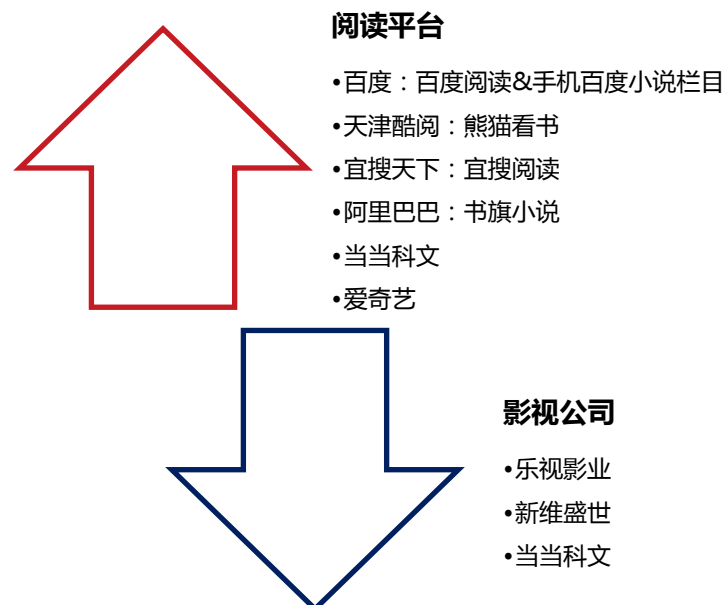 阅读平台
•百度：百度阅读&手机百度小说栏目
•天津酷阅：熊猫看书
•宜搜天下：宜搜阅读
•阿里巴巴：书旗小说
•当当科文
•爱奇艺
影视公司
•乐视影业
•新维盛世
•当当科文